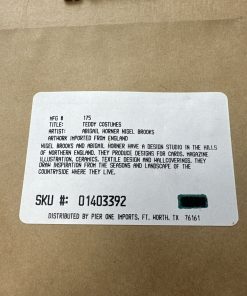 MFG # 175
TITLE: TEDDY COSTUMES
ARTIST: ABIGAIL HORNER NIGEL BROOKS
ARTWORK IMPORTED FROM ENGLAND
NIGEL BROOKS AND ABIGAIL HORNER HAVE A DESIGN STUDIO IN THE HILLS
OF NORTHERN ENGLAND. THEY PRODUCE DESIGNS FOR CARDS, MAGAZINE
ILLUSTRATION, CERAMICS, TEXTILE DESIGN AND WALLCOVERINGS. THEY
DRAW INSPIRATION FROM THE SEASONS AND LANDSCAPE OF THE
COUNTRYSIDE WHERE THEY LIVE.
SKU #: 01403392
DISTRIBUTED BY PIER ONE IMPORTS, FT. WORTH, TX 76161